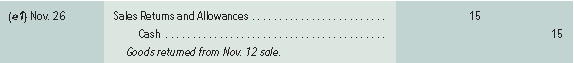 (e1) Nov. 26 Sales Returns and Allowances . . . . . . . . . . . . . . . . . . . . . . . . 15
Cash . . . . . . . . . . . . . . . . . . . . . . . . . . . . . . . . . . . . . . . 15
Goods returned from Nov. 12 sale.